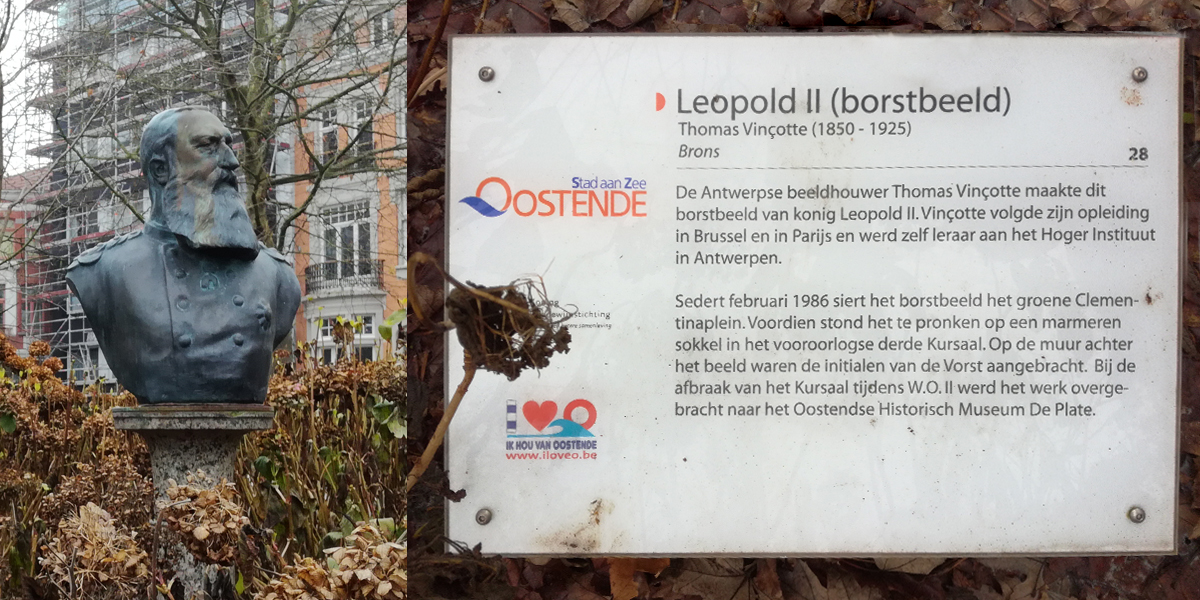 Leopold II (borstbeeld)
Thomas Vinçotte (1850 - 1925)
Brons
28
Stad aan Zee
OOSTENDE
De Antwerpse beeldhouwer Thomas Vinçotte maakte dit
borstbeeld van konig Leopold II. Vinçotte volgde zijn opleiding
in Brussel en in Parijs en werd zelf leraar aan het Hoger Instituut
in Antwerpen.
Sedert februari 1986 siert het borstbeeld het groene Clemen-
tinaplein. Voordien stond het te pronken op een marmeren
sokkel in het vooroorlogse derde Kursaal. Op de muur achter
het beeld waren de initialen van de Vorst aangebracht. Bij de
afbraak van het Kursaal tijdens W.O. II werd het werk overge-
bracht naar het Oostendse Historisch Museum De Plate.
samenleving
IK HOU VAN OOSTENDE
www.iloveo.be